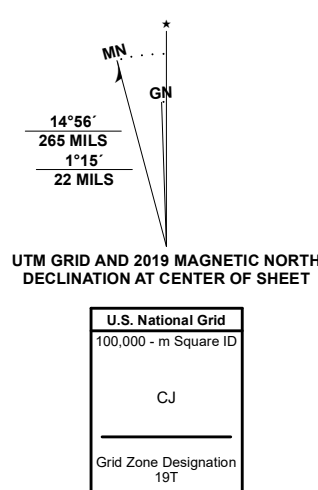 MN
GN
14°56´
265 MILS
1°15´
22 MILS
UTM GRID AND 2019 MAGNETIC NORTH
DECLINATION AT CENTER OF SHEET
U.S. National Grid
100,000 - m Square ID
CJ
Grid Zone Designation
19T